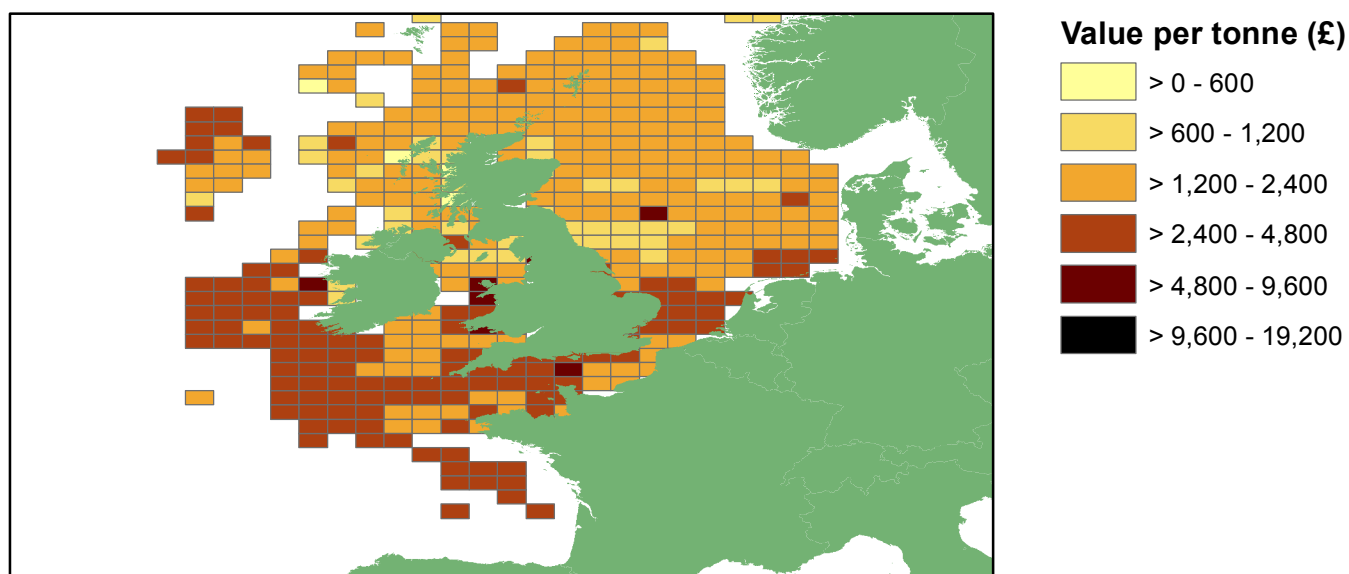 Value per tonne (£)
> 0 - 600
> 600 - 1,200
> 1,200 - 2,400
> 2,400 - 4,800
> 4,800 - 9,600
> 9,600 - 19,200